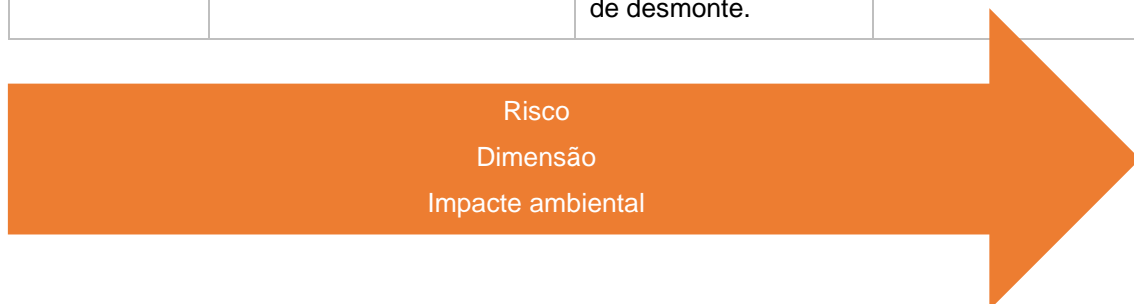 de desmonte.
Risco
Dimensão
Impacte ambiental